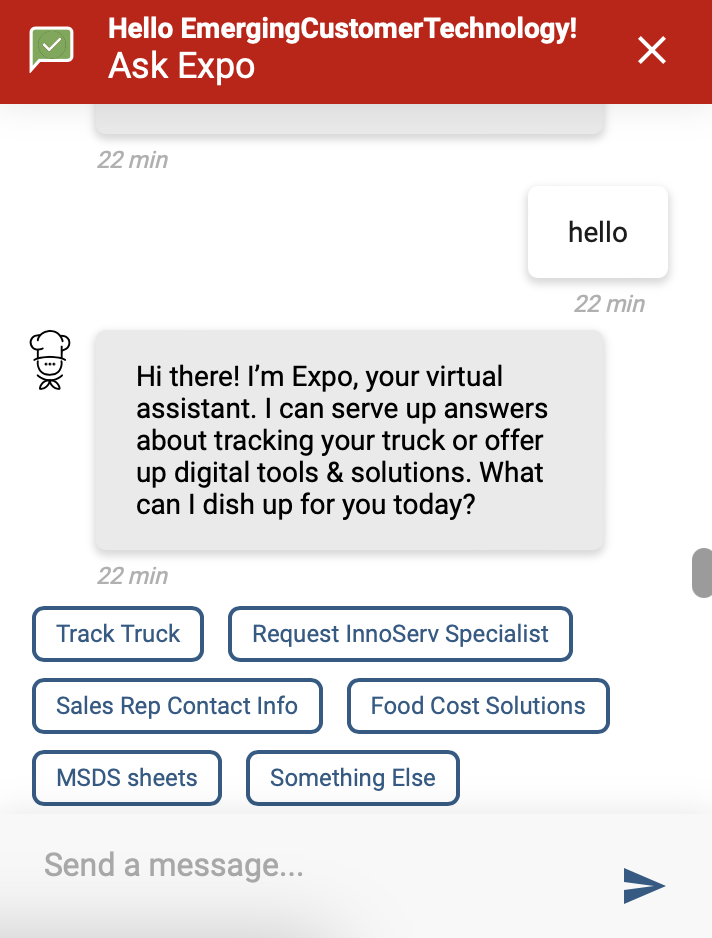 Hello EmergingCustomerTechnology!
Ask Expo
22 min
hello
22 min
Hi there! I’m Expo, your virtual
assistant. I can serve up answers
about tracking your truck or offer
up digital tools & solutions. What
can I dish up for you today?
22 min
Track Truck
Request InnoServ Specialist
Sales Rep Contact Info
Food Cost Solutions
MSDS sheets
Something Else
Send a message...